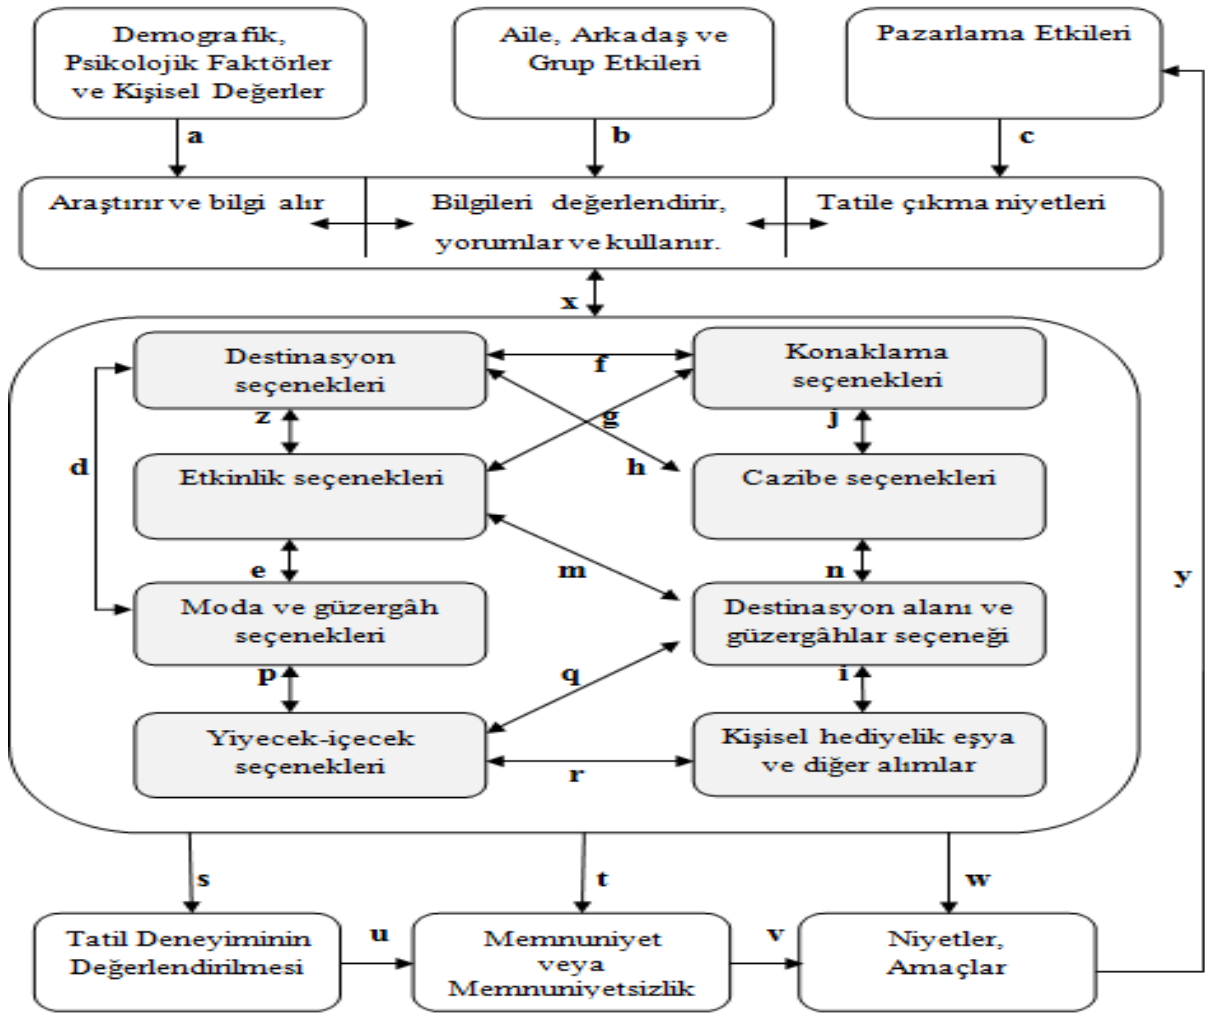 Demografik,
Psikolojik Faktörler
ve Kişisel Değerler
Aile, Arkadaş ve
Grup Etkileri
Pazarlama Etkileri
a
b
c
Araştırır ve bilgi alır
Bilgileri değerlendirir,
yorumlar ve kullanır.
Tatile çıkma niyetleri
x
Destinasyon
seçenekleri
f
Konaklama
seçenekleri
z
g
j
d
Etkinlik seçenekleri
h
Cazibe seçenekleri
e
m
n
y
Moda ve güzergâh
seçenekleri
Destinasyon alanı ve
güzergâhlar seçeneği
p
q
i
Yiyecek-içecek
seçenekleri
r
Kişisel hediyelik eşya
ve diğer alımlar
s
t
w
Tatil Deneyiminin
Değerlendirilmesi
u
Memnuniyet
veya
Memnuniyetsizlik
v
Niyetler,
Amaçlar